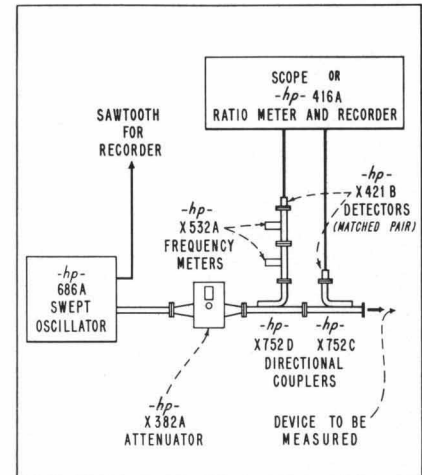 SCOPE OR
-hp- 416A
RATIO METER AND RECORDER
SAWTOOTH
FOR
RECORDER
-hp-
X421B
DETECTORS
(MATCHED PAIR)
-hp-
X532A
FREQUENCY
METERS
-hp-
686A
SWEPT
OSCILLATOR
-hp-
X752D X752C
DIRECTIONAL
COUPLERS
-hp-
X382A
ATTENUATOR
DEVICE TO BE
MEASURED